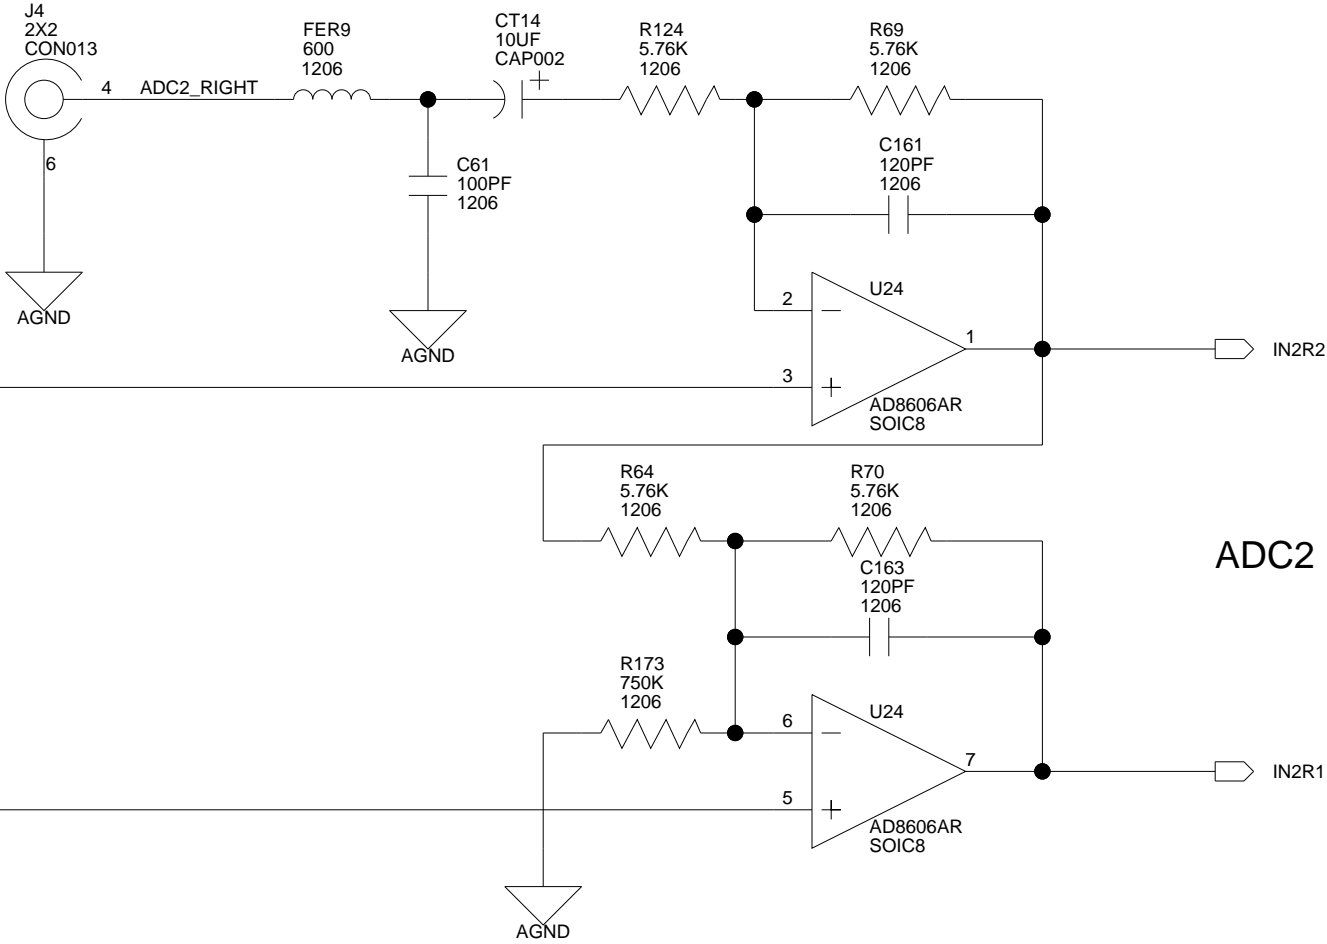 J4
2X2
CON013
4
ADC2_RIGHT
6
AGND
FER9
600
1206
CT14
10UF
CAP002
+
C61
100PF
1206
AGND
R124
5.76K
1206
R69
5.76K
1206
C161
120PF
1206
2
3
−
+
U24
1
AD8606AR
SOIC8
IN2R2
R64
5.76K
1206
R70
5.76K
1206
C163
120PF
1206
ADC2
R173
750K
1206
6
5
−
+
U24
7
AD8606AR
SOIC8
IN2R1
AGND